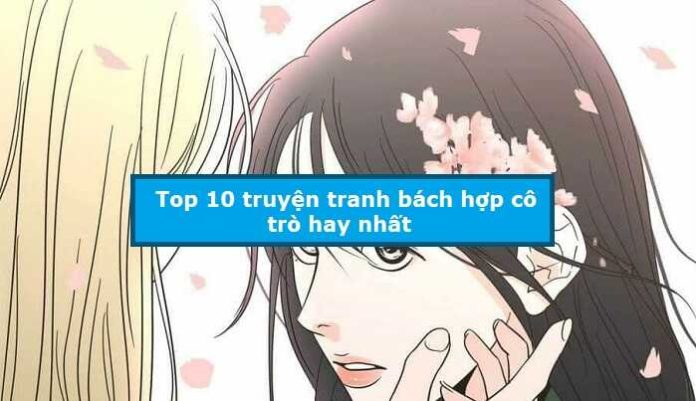 Top 10 truyện tranh bách hợp cô
trò hay nhất